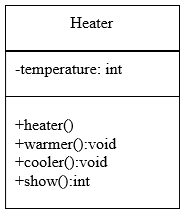 Heater
-temperature: int
+heater()
+warmer():void
+cooler():void
+show():int